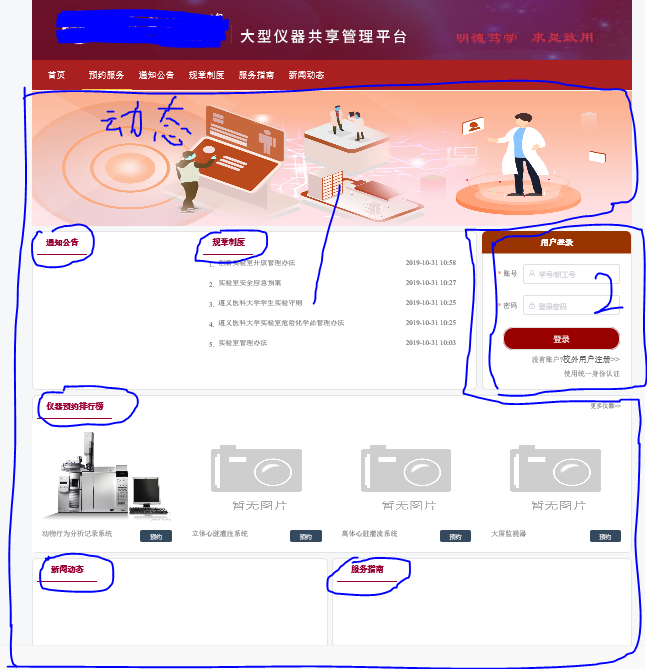 大型仪器共享管理平台
明德笃学 求是致用
首页 预约服务 通知公告 规章制度 服务指南 新闻动态
动态
通知公告
规章制度
1. 实验室开放管理办法 2019-10-31 10:58
2. 实验室安全应急预案 2019-10-31 10:27
3. 遵义医科大学学生实验守则 2019-10-31 10:25
4. 遵义医科大学实验室危险化学品管理办法 2019-10-31 10:25
5. 实验室管理办法 2019-10-31 10:03
用户登录
* 账号 学号/职工号
* 密码 登录密码
2
登录
没有账户?校外用户注册>>
使用统一身份认证
仪器预约排行榜
更多仪器>>
暂无图片 暂无图片 暂无图片
动物行为分析记录系统 预约 立体心脏灌流系统 预约 离体心脏灌流系统 预约 大屏监视器 预约
新闻动态
服务指南